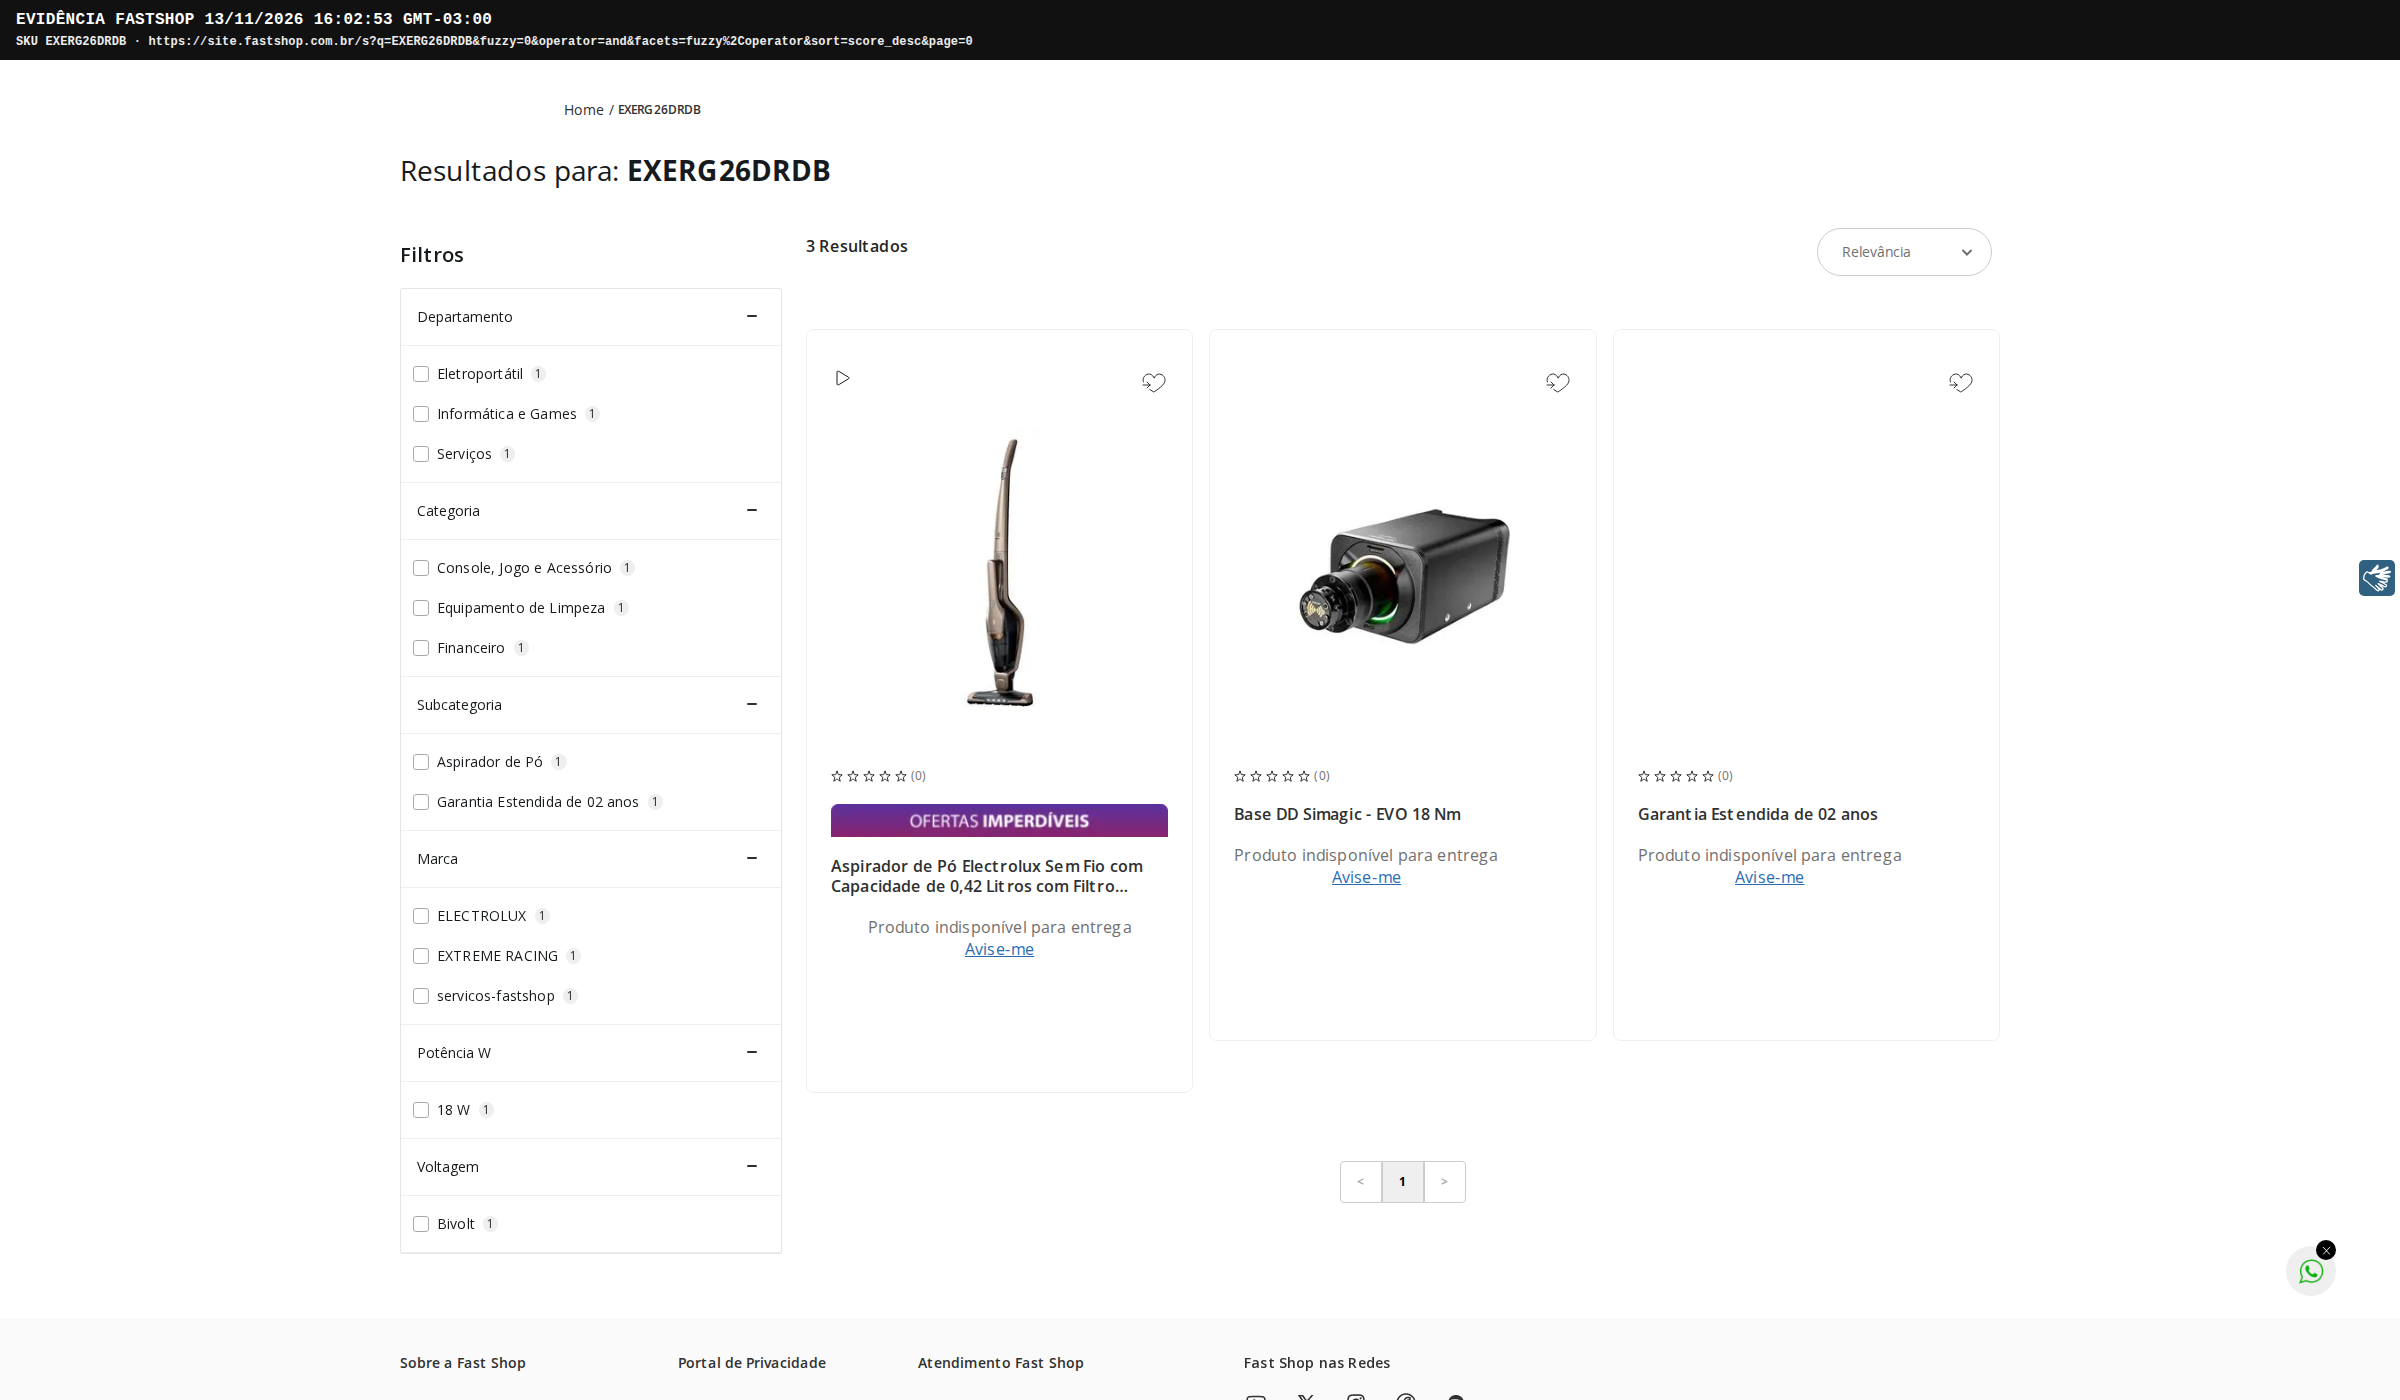 EVIDÊNCIA FASTSHOP 13/11/2026 16:02:53 GMT-03:00
SKU EXERG26DRDB · https://site.fastshop.com.br/s?q=EXERG26DRDB&fuzzy=0&operator=and&facets=fuzzy%2Coperator&sort=score_desc&page=0
Home / EXERG26DRDB
Resultados para: EXERG26DRDB
Filtros
3 Resultados
Relevância
Departamento
Eletroportátil 1
Informática e Games 1
Serviços 1
Categoria
Console, Jogo e Acessório 1
Equipamento de Limpeza 1
Financeiro 1
Subcategoria
Aspirador de Pó 1
Garantia Estendida de 02 anos 1
Marca
ELECTROLUX 1
EXTREME RACING 1
servicos-fastshop 1
Potência W
18 W 1
Voltagem
Bivolt 1
(0)
OFERTAS IMPERDÍVEIS
Aspirador de Pó Electrolux Sem Fio com
Capacidade de 0,42 Litros com Filtro...
Produto indisponível para entrega
Avise-me
(0)
Base DD Simagic - EVO 18 Nm
Produto indisponível para entrega
Avise-me
(0)
Garantia Estendida de 02 anos
Produto indisponível para entrega
Avise-me
< 1 >
Sobre a Fast Shop
Portal de Privacidade
Atendimento Fast Shop
Fast Shop nas Redes